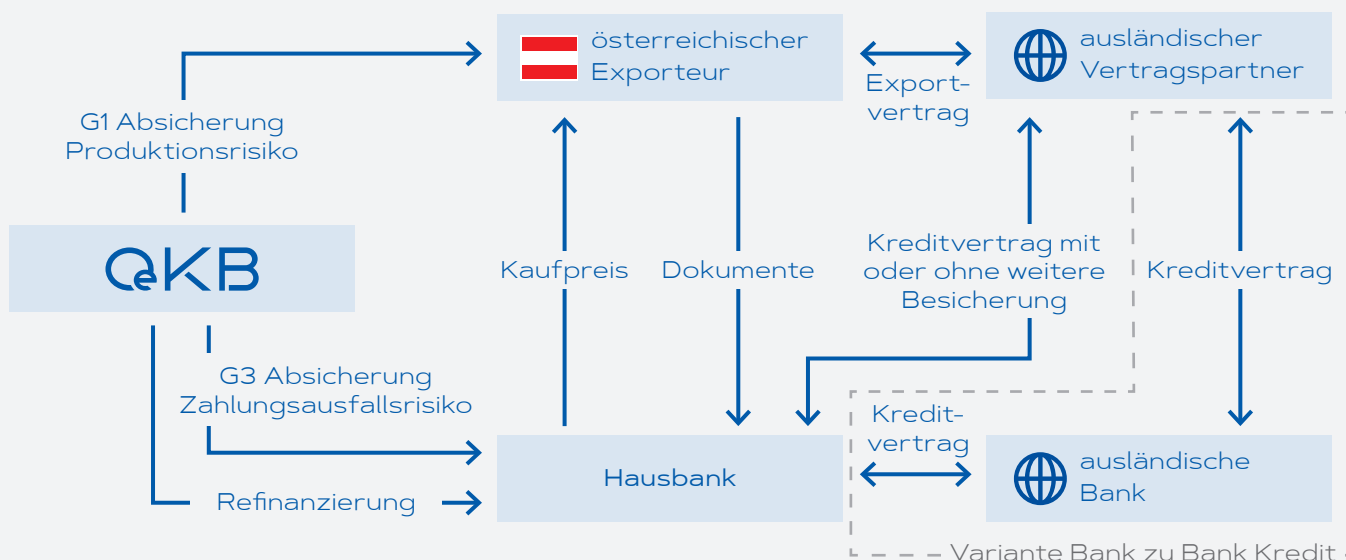 österreichischer
Exporteur
ausländischer
Vertragspartner
Export-
vertrag
G1 Absicherung
Produktionsrisiko
OeKB
Kaufpreis
Dokumente
Kreditvertrag mit
oder ohne weitere
Besicherung
Kreditvertrag
G3 Absicherung
Zahlungsausfallsrisiko
Refinanzierung
Hausbank
Kredit-
vertrag
ausländische
Bank
Variante Bank zu Bank Kredit